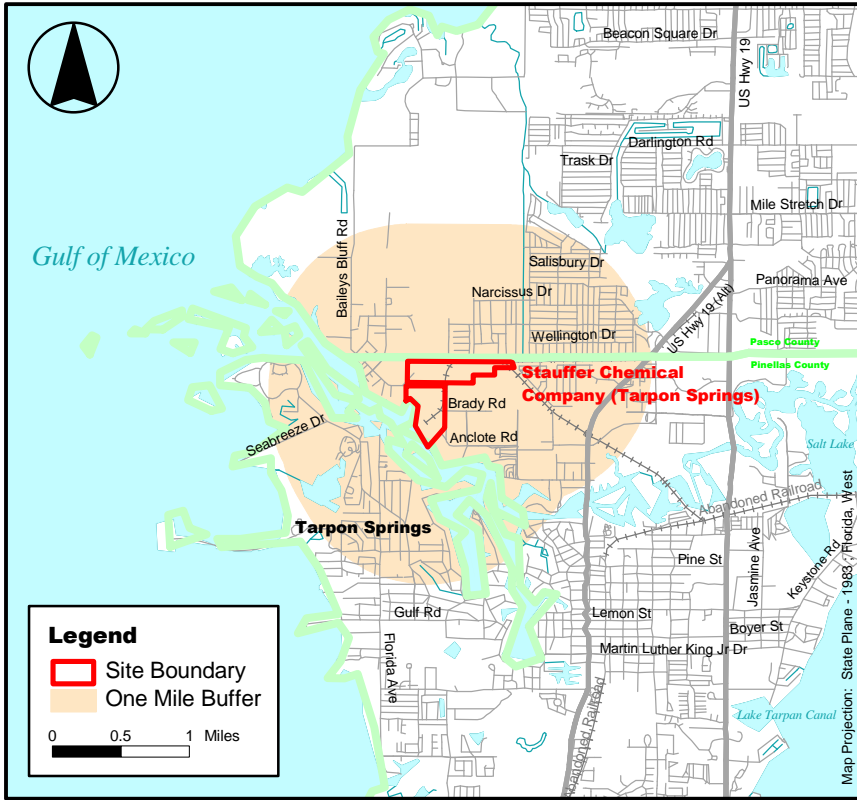 Beacon Square Dr
US Hwy 19
Darlington Rd
Trask Dr
Mile Stretch Dr
Gulf of Mexico
Baileys Bluff Rd
Salisbury Dr
Panorama Ave
Narcissus Dr
US Hwy 19 (Alt)
Wellington Dr
Pasco County
Pinellas County
Stauffer Chemical
Company (Tarpon Springs)
Brady Rd
Anclote Rd
Seabreeze Dr
Salt Lake
Abandoned Railroad
Tarpon Springs
Pine St
Jasmine Ave
Keystone Rd
Gulf Rd
Lemon St
Boyer St
Martin Luther King Jr Dr
Florida Ave
Abandoned Railroad
Lake Tarpan Canal
Map Projection: State Plane - 1983 , Florida, West
Legend
Site Boundary
One Mile Buffer
0 0.5 1 Miles